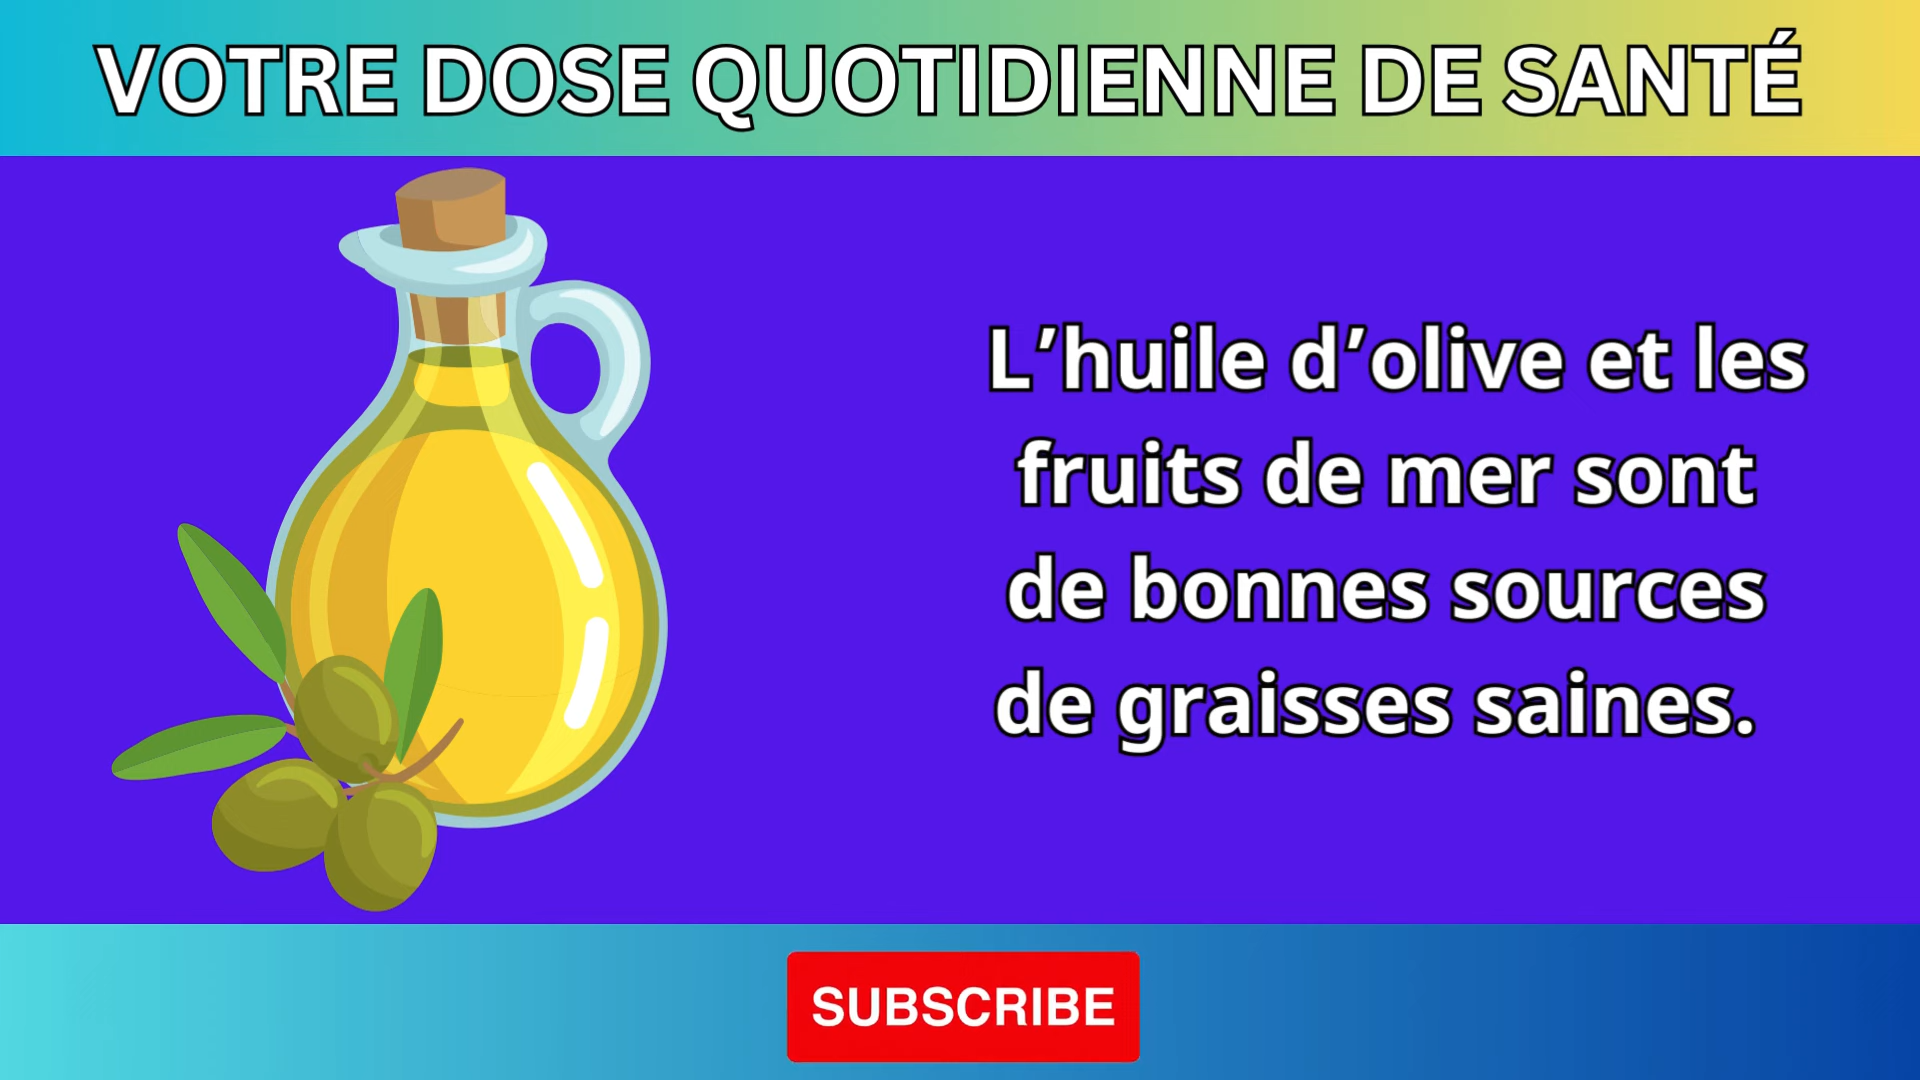 VOTRE DOSE QUOTIDIENNE DE SANTÉ
L’huile d’olive et les
fruits de mer sont
de bonnes sources
de graisses saines.
SUBSCRIBE